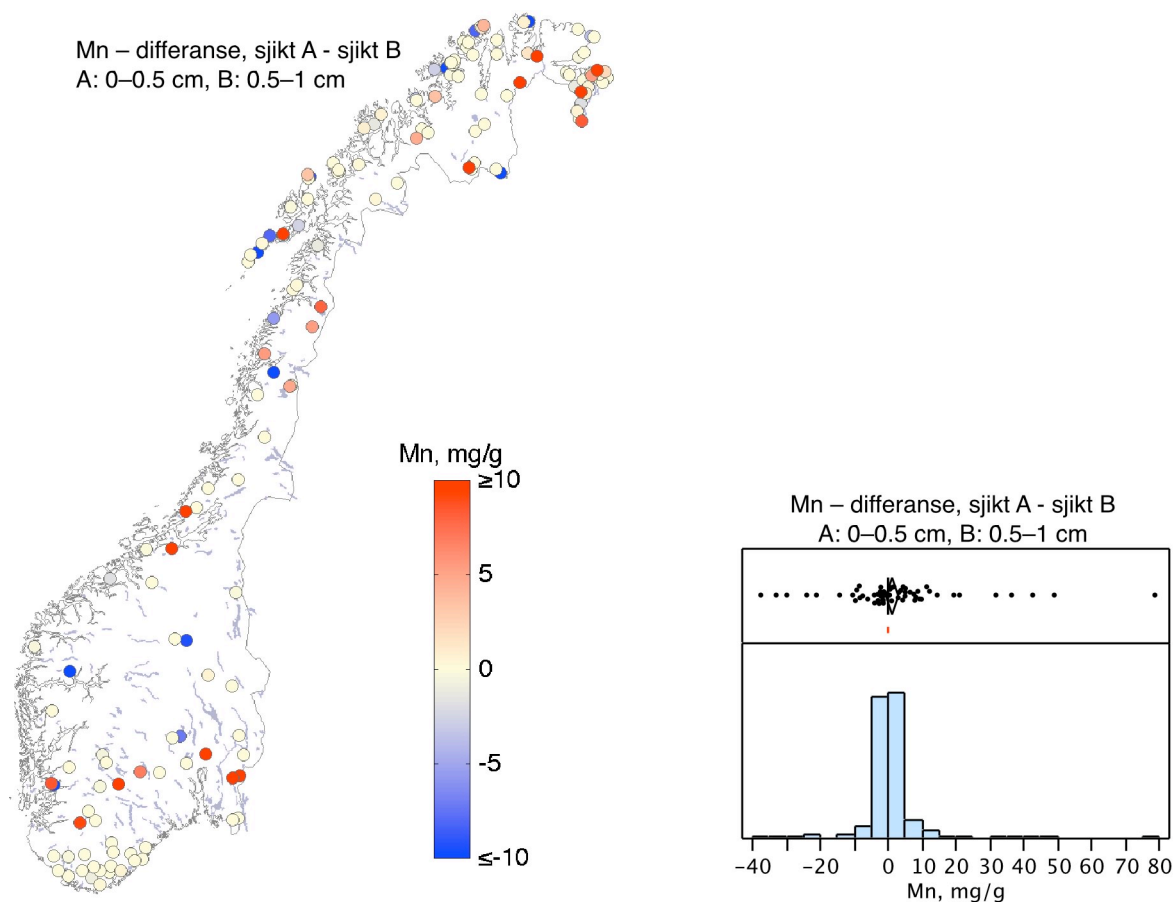 Mn – differanse, sjikt A - sjikt B
A: 0–0.5 cm, B: 0.5–1 cm
Mn, mg/g
≥10
5
0
-5
≤-10
Mn – differanse, sjikt A - sjikt B
A: 0–0.5 cm, B: 0.5–1 cm
−40 −20 0 10 20 30 40 50 60 70 80
Mn, mg/g